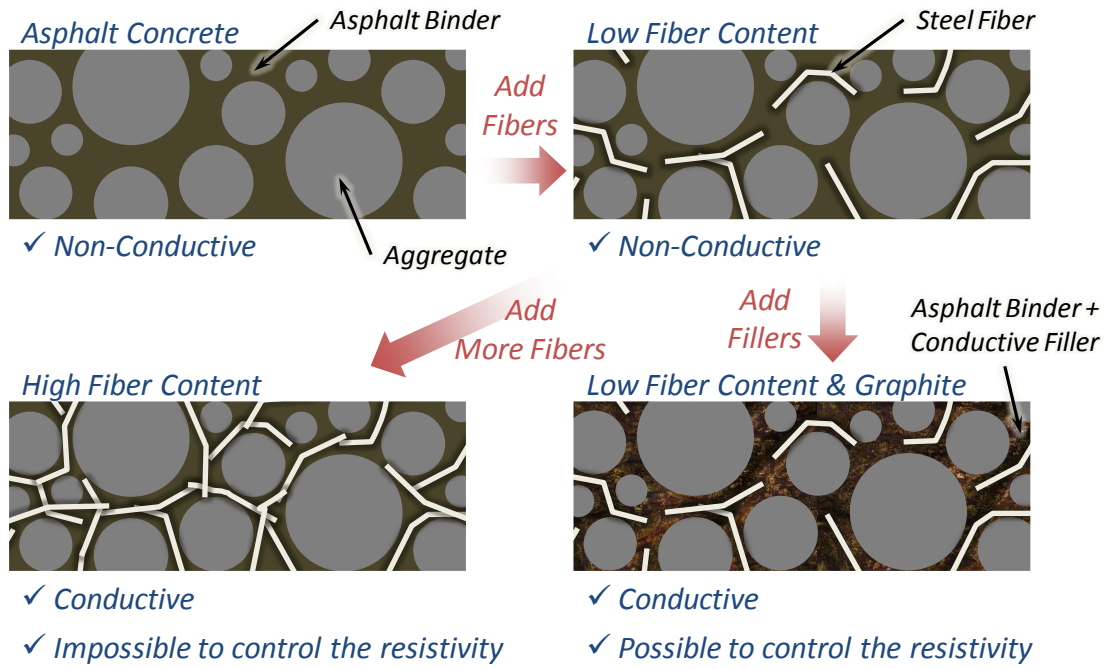 Asphalt Concrete
Asphalt Binder
Aggregate
✓ Non-Conductive
Add
Fibers
Low Fiber Content
Steel Fiber
✓ Non-Conductive
Add
More Fibers
Add
Fillers
Asphalt Binder +
Conductive Filler
High Fiber Content
✓ Conductive
✓ Impossible to control the resistivity
Low Fiber Content & Graphite
✓ Conductive
✓ Possible to control the resistivity